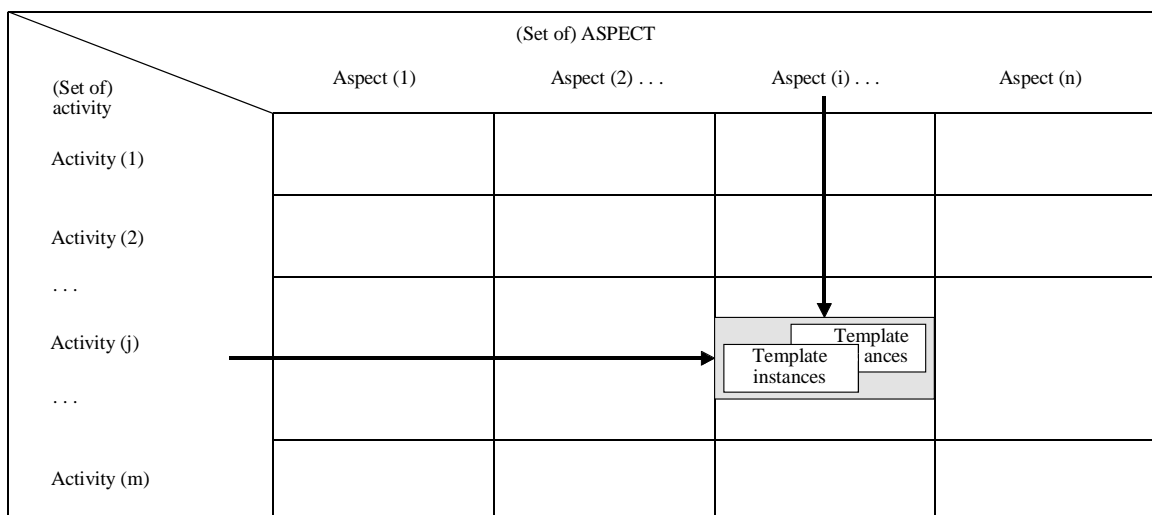 (Set of) ASPECT
(Set of)
activity
Aspect (1)
Aspect (2) . . .
Aspect (i) . . .
Aspect (n)
Activity (1)
Activity (2)
. . .
Activity (j)
Template
ances
Template
instances
. . .
Activity (m)